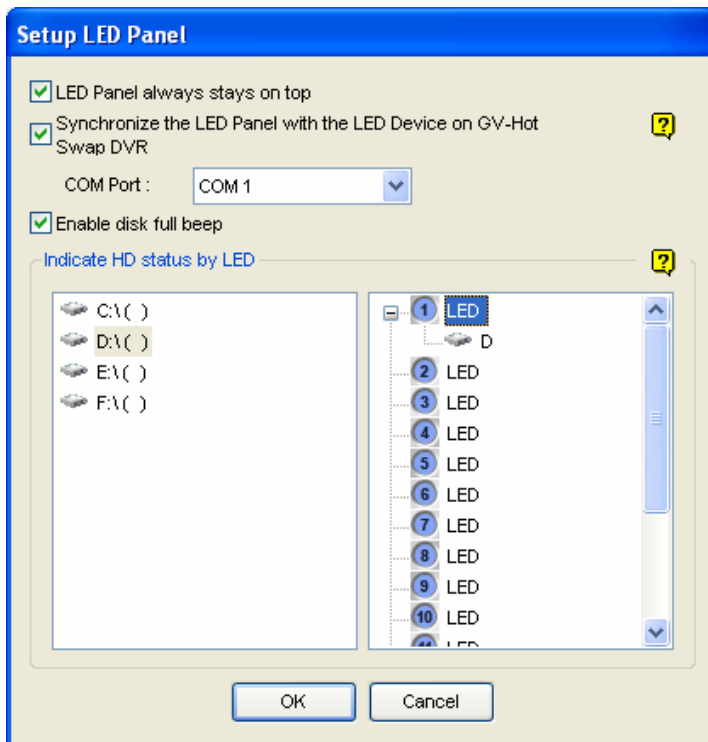 Setup LED Panel
LED Panel always stays on top
Synchronize the LED Panel with the LED Device on GV-Hot
Swap DVR
COM Port :
COM 1
Enable disk full beep
Indicate HD status by LED
C:\ ( )
D:\ ( )
E:\ ( )
F:\ ( )
1 LED
D
2 LED
3 LED
4 LED
5 LED
6 LED
7 LED
8 LED
9 LED
10 LED
11 LED
OK
Cancel